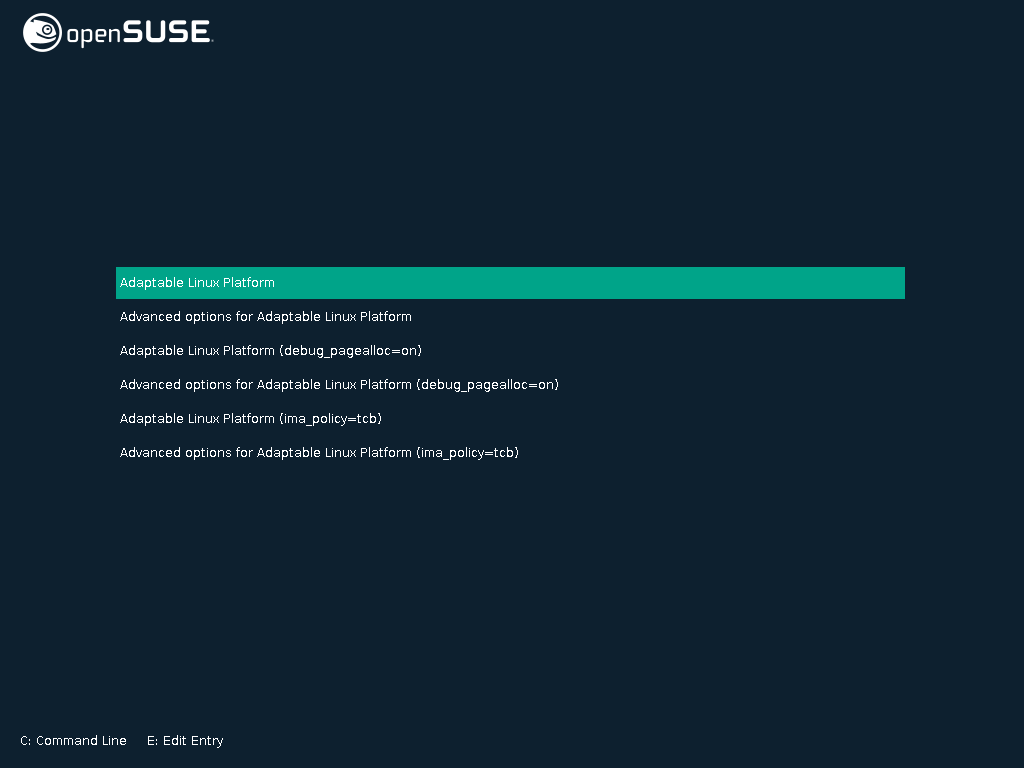 openSUSE.
Adaptable Linux Platform
Advanced options for Adaptable Linux Platform
Adaptable Linux Platform (debug_pagealloc=on)
Advanced options for Adaptable Linux Platform (debug_pagealloc=on)
Adaptable Linux Platform (ima_policy=tcb)
Advanced options for Adaptable Linux Platform (ima_policy=tcb)
C: Command Line E: Edit Entry